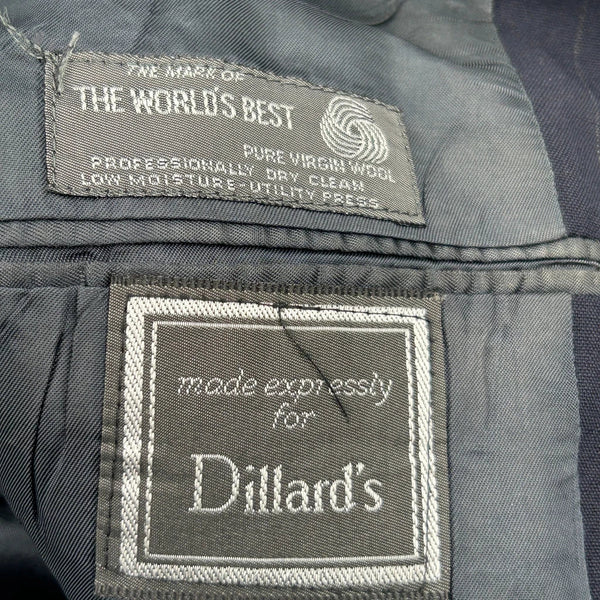 THE MARK OF
THE WORLD'S BEST
PURE VIRGIN WOOL
PROFESSIONALLY DRY CLEAN
LOW MOISTURE-UTILITY PRESS
made expressly
for
Dillard's